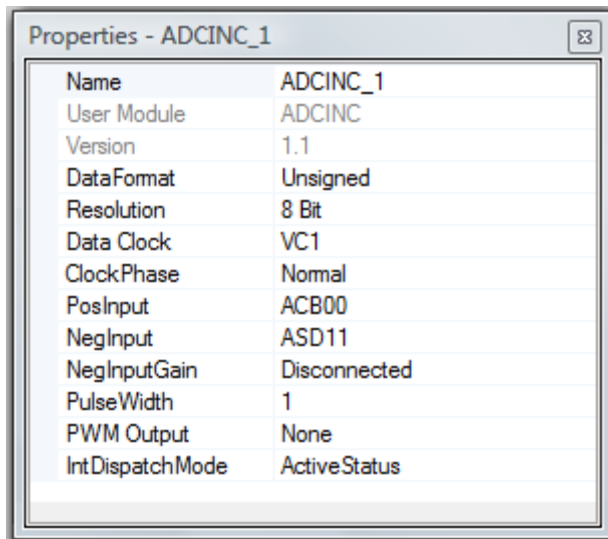 Properties - ADCINC_1
Name ADCINC_1
User Module ADCINC
Version 1.1
DataFormat Unsigned
Resolution 8 Bit
Data Clock VC1
ClockPhase Normal
PosInput ACB00
NegInput ASD11
NegInputGain Disconnected
PulseWidth 1
PWM Output None
IntDispatchMode ActiveStatus